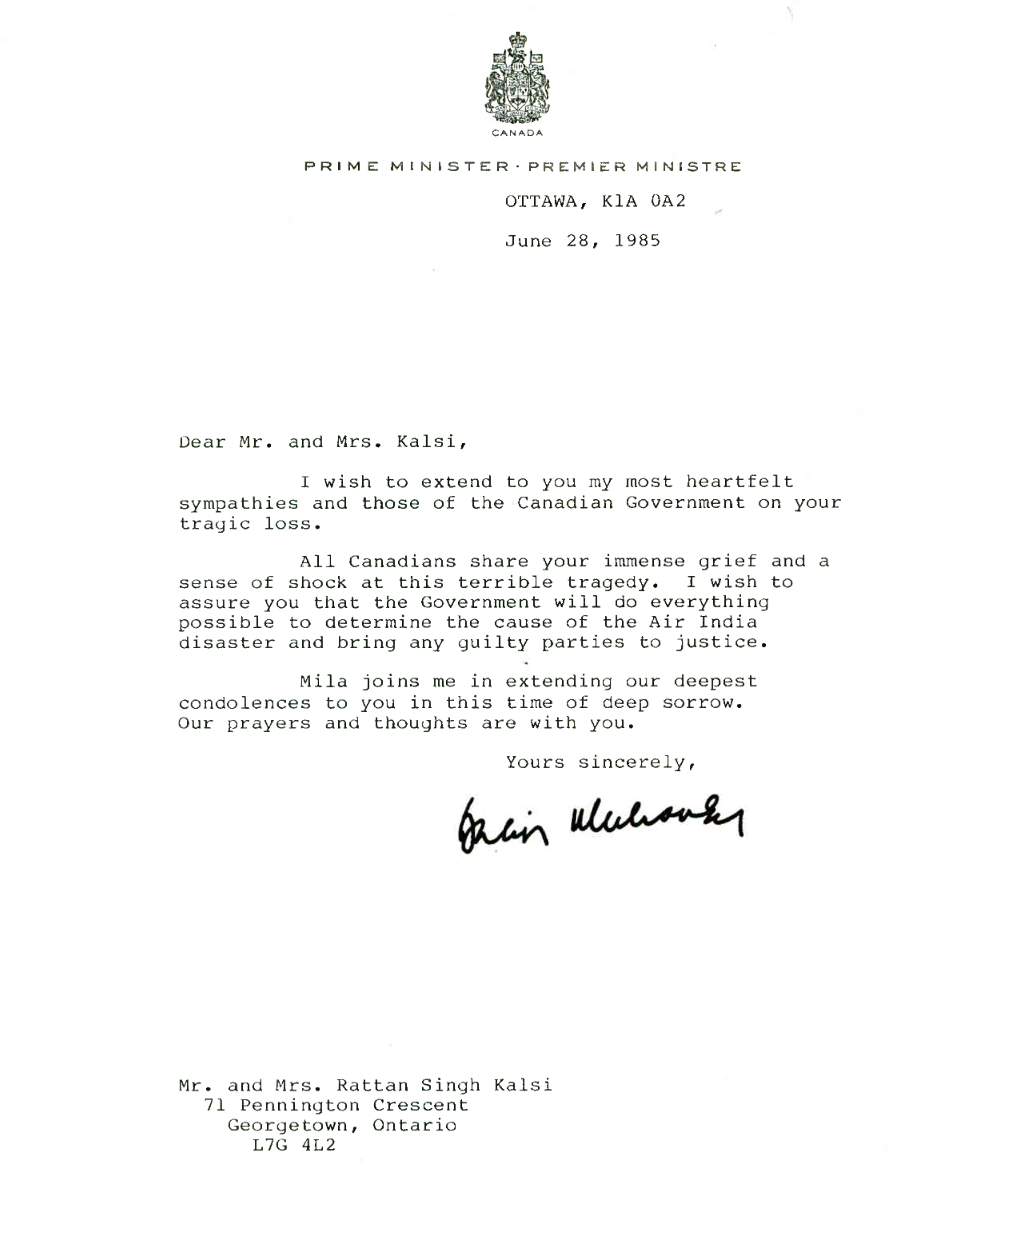 CANADA
PRIME MINISTER · PREMIER MINISTRE
OTTAWA, K1A 0A2
June 28, 1985
Dear Mr. and Mrs. Kalsi,
I wish to extend to you my most heartfelt
sympathies and those of the Canadian Government on your
tragic loss.
All Canadians share your immense grief and a
sense of shock at this terrible tragedy. I wish to
assure you that the Government will do everything
possible to determine the cause of the Air India
disaster and bring any guilty parties to justice.
Mila joins me in extending our deepest
condolences to you in this time of deep sorrow.
Our prayers and thoughts are with you.
Yours sincerely,
Brian Mulroney
Mr. and Mrs. Rattan Singh Kalsi
71 Pennington Crescent
Georgetown, Ontario
L7G 4L2